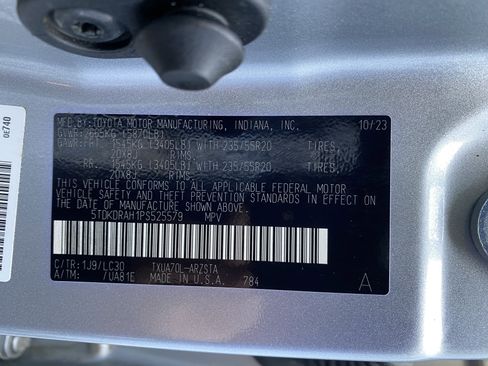 MFD.BY:TOYOTA MOTOR MANUFACTURING, INDIANA, INC. 10/23
GVWR:2665KG (5870LB)
GAWR:FRT. 1545KG (3405LB) WITH 235/55R20 TIRES,
20X8J RIMS,
RR. 1545KG (3405LB) WITH 235/55R20 TIRES,
20X8J RIMS,
THIS VEHICLE CONFORMS TO ALL APPLICABLE FEDERAL MOTOR
VEHICLE SAFETY AND THEFT PREVENTION STANDARDS IN EFFECT ON
THE DATE OF MANUFACTURE SHOWN ABOVE.
5TDKDRAH1PS525579 MPV
C/TR:1J9/LC30 TXUA70L-ARZSTA
A/TM: /UA81E MADE IN U.S.A. 784 A
0E740